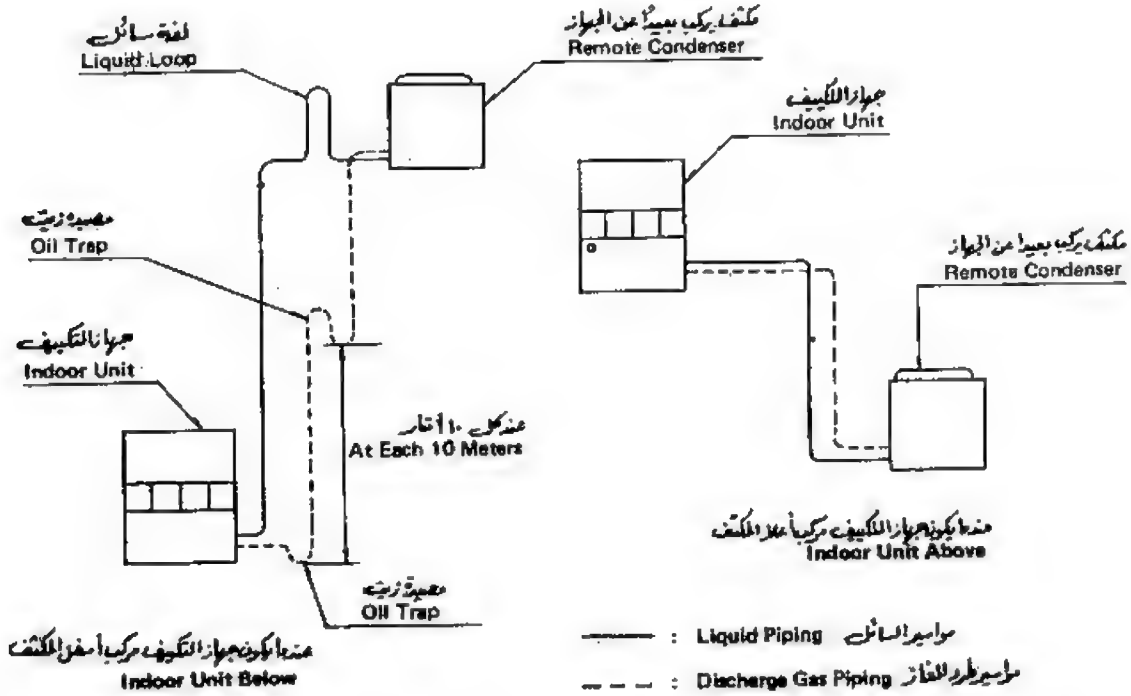 لفة سائل
Liquid Loop
مكثف يركب بعيداً عن الجهاز
Remote Condenser
جهاز التكييف
Indoor Unit
مصيدة زيت
Oil Trap
مكثف يركب بعيداً عن الجهاز
Remote Condenser
جهاز التكييف
Indoor Unit
عند كل ١٠ أمتار
At Each 10 Meters
عندما يكون جهاز التكييف مركباً أعلا المكثف
Indoor Unit Above
مصيدة زيت
Oil Trap
عندما يكون جهاز التكييف مركباً أسفل المكثف
Indoor Unit Below
: Liquid Piping مواسير السائل
: Discharge Gas Piping مواسير طرد الغاز